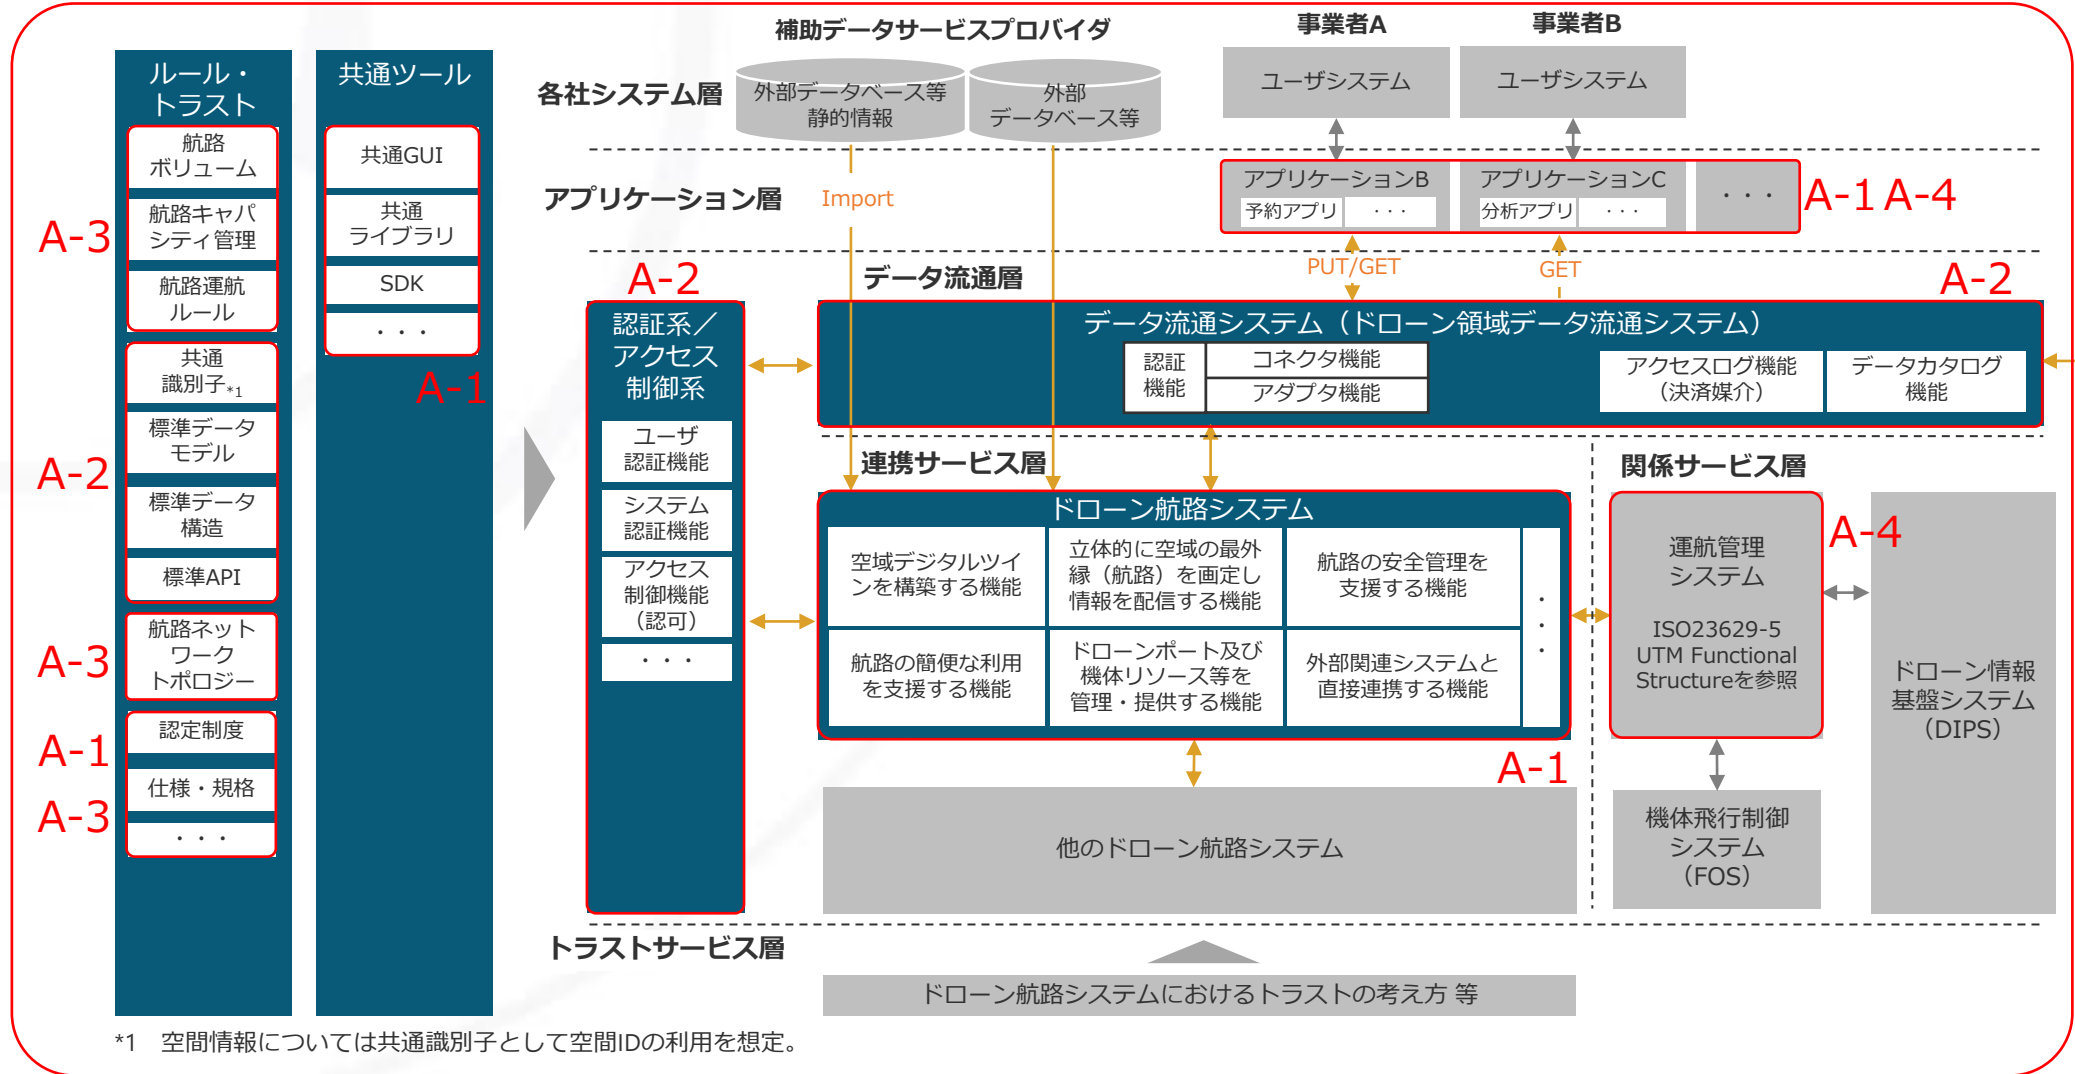 ルール・
トラスト
航路
ボリューム
航路キャパ
シティ管理
航路運航
ルール
A-3
共通
識別子*1
標準データ
モデル
標準データ
構造
標準API
A-2
航路ネット
ワーク
トポロジー
A-3
認定制度
A-1
仕様・規格
A-3
・・・
共通ツール
共通GUI
共通
ライブラリ
SDK
・・・
A-1
補助データサービスプロバイダ
事業者A
事業者B
各社システム層
外部データベース等
静的情報
外部
データベース等
ユーザシステム
ユーザシステム
アプリケーション層
Import
アプリケーションB
予約アプリ
・・・
アプリケーションC
分析アプリ
・・・
・・・
A-1 A-4
A-2
データ流通層
PUT/GET
GET
A-2
認証系／
アクセス
制御系
ユーザ
認証機能
システム
認証機能
アクセス
制御機能
（認可）
・・・
データ流通システム（ドローン領域データ流通システム）
認証
機能
コネクタ機能
アダプタ機能
アクセスログ機能
（決済媒介）
データカタログ
機能
連携サービス層
関係サービス層
ドローン航路システム
空域デジタルツイ
ンを構築する機能
立体的に空域の最外
縁（航路）を画定し
情報を配信する機能
航路の安全管理を
支援する機能
航路の簡便な利用
を支援する機能
ドローンポート及び
機体リソース等を
管理・提供する機能
外部関連システムと
直接連携する機能
・
・
・
A-1
運航管理
システム
ISO23629-5
UTM Functional
Structureを参照
A-4
ドローン情報
基盤システム
（DIPS）
他のドローン航路システム
機体飛行制御
システム
（FOS）
トラストサービス層
ドローン航路システムにおけるトラストの考え方 等
*1　空間情報については共通識別子として空間IDの利用を想定。